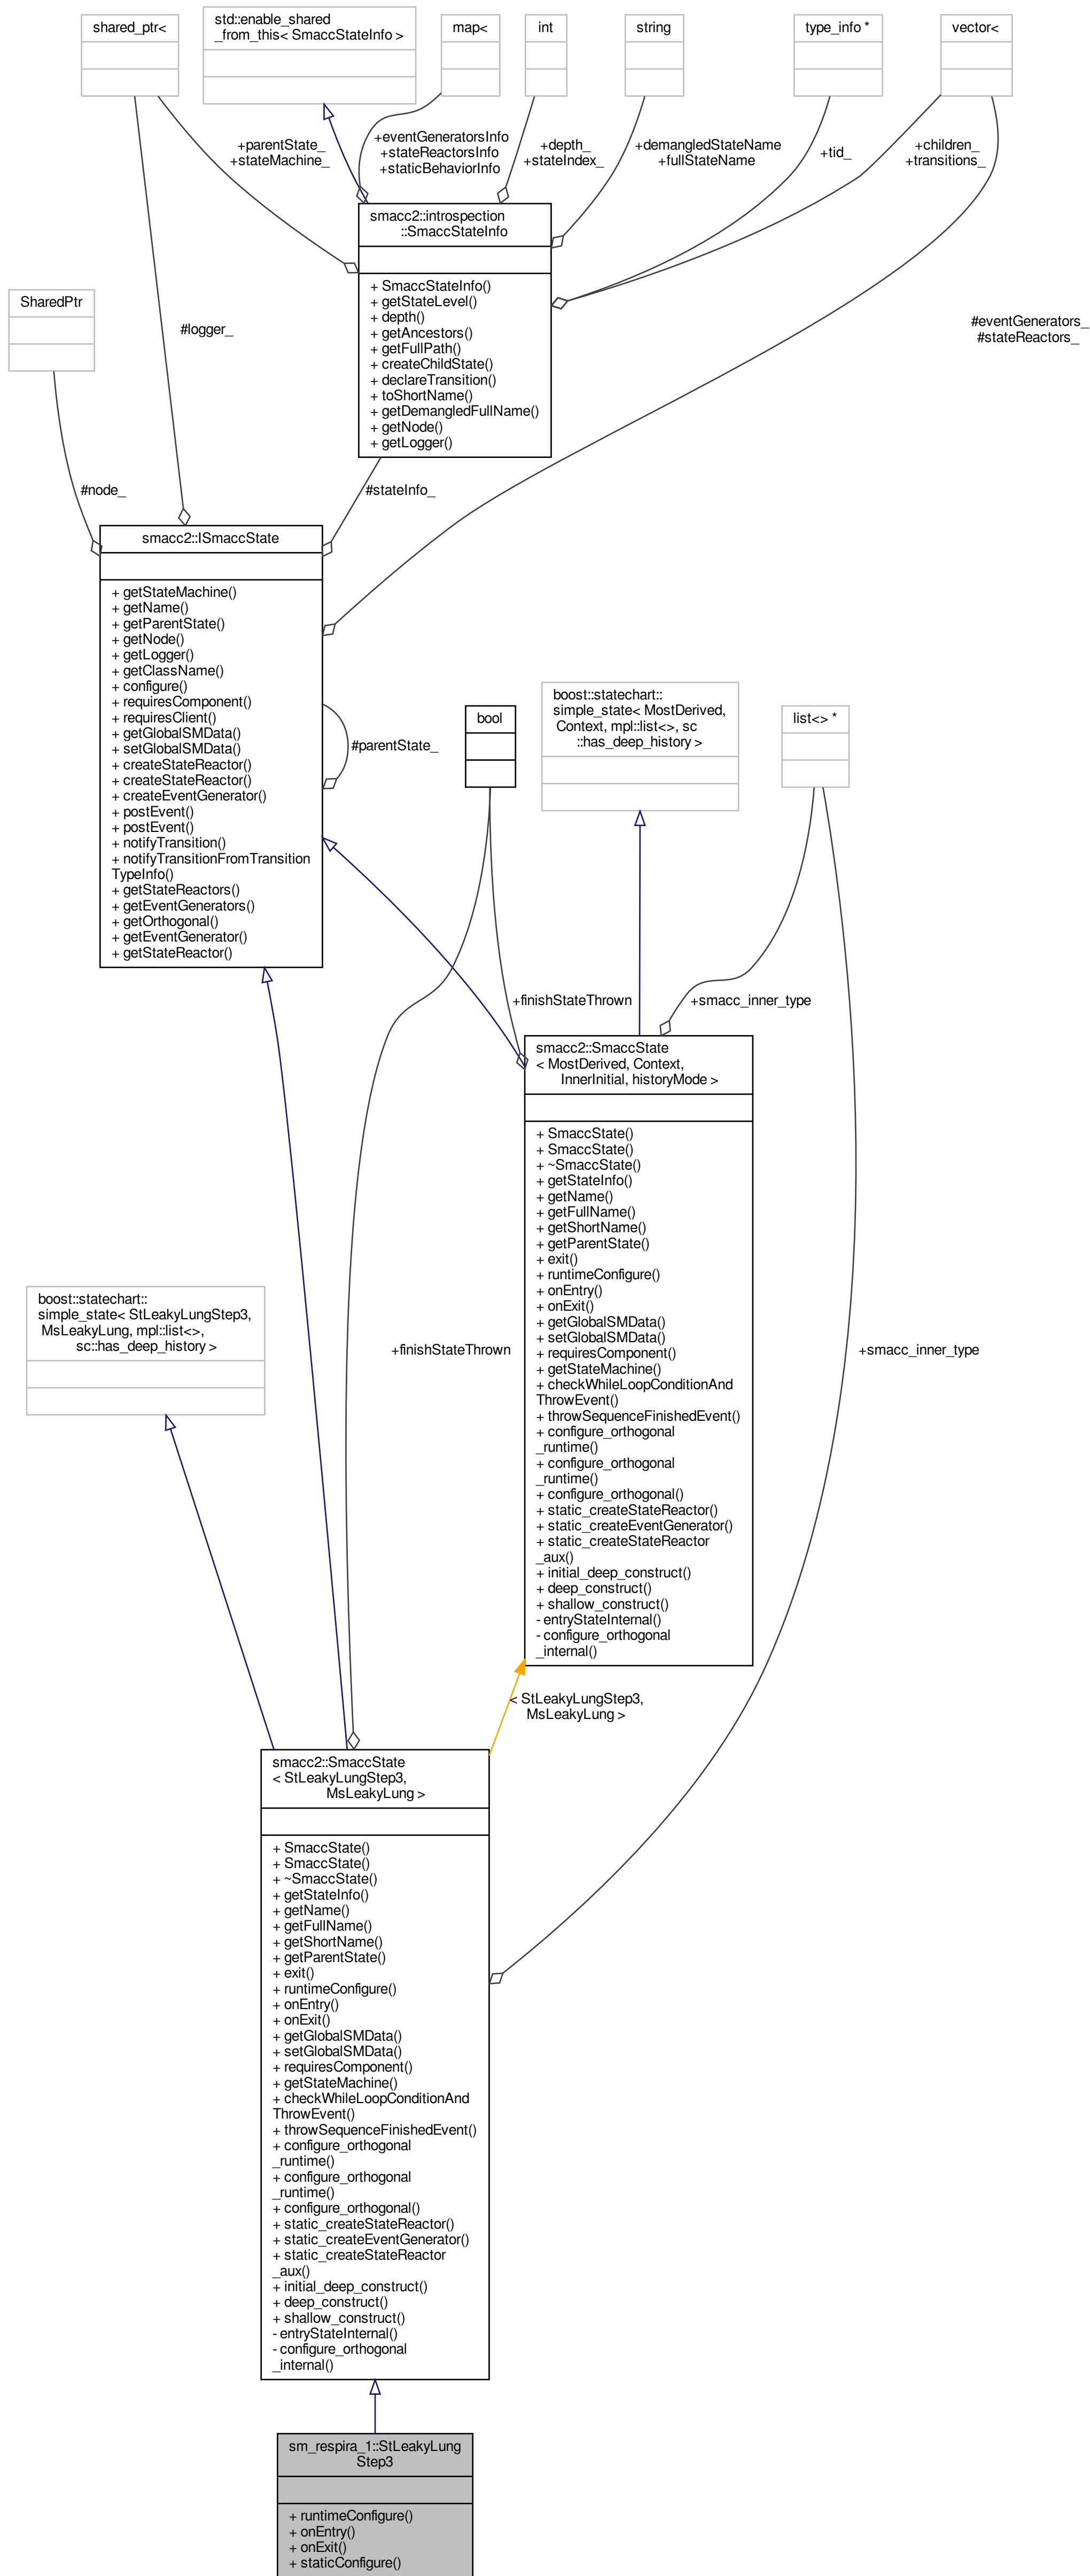 shared_ptr<
std::enable_shared
_from_this< SmaccStateInfo >
map<
int
string
type_info *
vector<
+parentState_
+stateMachine_
+eventGeneratorsInfo
+stateReactorsInfo
+staticBehaviorInfo
+depth_
+stateIndex_
+demangledStateName
+fullStateName
+tid_
+children_
+transitions_
smacc2::introspection
::SmaccStateInfo
+ SmaccStateInfo()
+ getStateLevel()
+ depth()
+ getAncestors()
+ getFullPath()
+ createChildState()
+ declareTransition()
+ toShortName()
+ getDemangledFullName()
+ getNode()
+ getLogger()
SharedPtr
#logger_
#eventGenerators_
#stateReactors_
#node_
#stateInfo_
smacc2::ISmaccState
+ getStateMachine()
+ getName()
+ getParentState()
+ getNode()
+ getLogger()
+ getClassName()
+ configure()
+ requiresComponent()
+ requiresClient()
+ getGlobalSMData()
+ setGlobalSMData()
+ createStateReactor()
+ createStateReactor()
+ createEventGenerator()
+ postEvent()
+ postEvent()
+ notifyTransition()
+ notifyTransitionFromTransition
TypeInfo()
+ getStateReactors()
+ getEventGenerators()
+ getOrthogonal()
+ getEventGenerator()
+ getStateReactor()
#parentState_
bool
boost::statechart::
simple_state< MostDerived,
Context, mpl::list<>, sc
::has_deep_history >
list<> *
+finishStateThrown
+smacc_inner_type
smacc2::SmaccState
< MostDerived, Context,
InnerInitial, historyMode >
+ SmaccState()
+ SmaccState()
+ ~SmaccState()
+ getStateInfo()
+ getName()
+ getFullName()
+ getShortName()
+ getParentState()
+ exit()
+ runtimeConfigure()
+ onEntry()
+ onExit()
+ getGlobalSMData()
+ setGlobalSMData()
+ requiresComponent()
+ getStateMachine()
+ checkWhileLoopConditionAnd
ThrowEvent()
+ throwSequenceFinishedEvent()
+ configure_orthogonal
_runtime()
+ configure_orthogonal
_runtime()
+ configure_orthogonal()
+ static_createStateReactor()
+ static_createEventGenerator()
+ static_createStateReactor
_aux()
+ initial_deep_construct()
+ deep_construct()
+ shallow_construct()
- entryStateInternal()
- configure_orthogonal
_internal()
boost::statechart::
simple_state< StLeakyLungStep3,
MsLeakyLung, mpl::list<>,
sc::has_deep_history >
+finishStateThrown
+smacc_inner_type
< StLeakyLungStep3,
MsLeakyLung >
smacc2::SmaccState
< StLeakyLungStep3,
MsLeakyLung >
+ SmaccState()
+ SmaccState()
+ ~SmaccState()
+ getStateInfo()
+ getName()
+ getFullName()
+ getShortName()
+ getParentState()
+ exit()
+ runtimeConfigure()
+ onEntry()
+ onExit()
+ getGlobalSMData()
+ setGlobalSMData()
+ requiresComponent()
+ getStateMachine()
+ checkWhileLoopConditionAnd
ThrowEvent()
+ throwSequenceFinishedEvent()
+ configure_orthogonal
_runtime()
+ configure_orthogonal
_runtime()
+ configure_orthogonal()
+ static_createStateReactor()
+ static_createEventGenerator()
+ static_createStateReactor
_aux()
+ initial_deep_construct()
+ deep_construct()
+ shallow_construct()
- entryStateInternal()
- configure_orthogonal
_internal()
sm_respira_1::StLeakyLung
Step3
+ runtimeConfigure()
+ onEntry()
+ onExit()
+ staticConfigure()